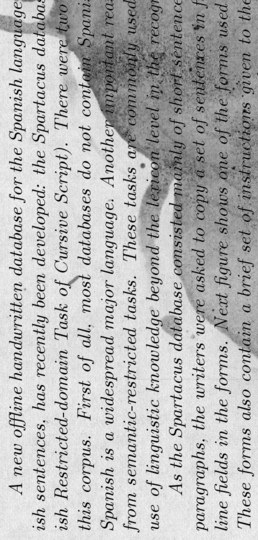 A new offline handwritten database for the Spanish language
ish sentences, has recently been developed: the Spartacus databas
ish Restricted-domain Task of Cursive Script). There were two
this corpus. First of all, most databases do not contain Spani
Spanish is a widespread major language. Another important rea
from semantic-restricted tasks. These tasks are commonly used
use of linguistic knowledge beyond the lexicon level in the recogn
As the Spartacus database consisted mainly of short sentence
paragraphs, the writers were asked to copy a set of sentences in f
line fields in the forms. Next figure shows one of the forms used
These forms also contain a brief set of instructions given to the